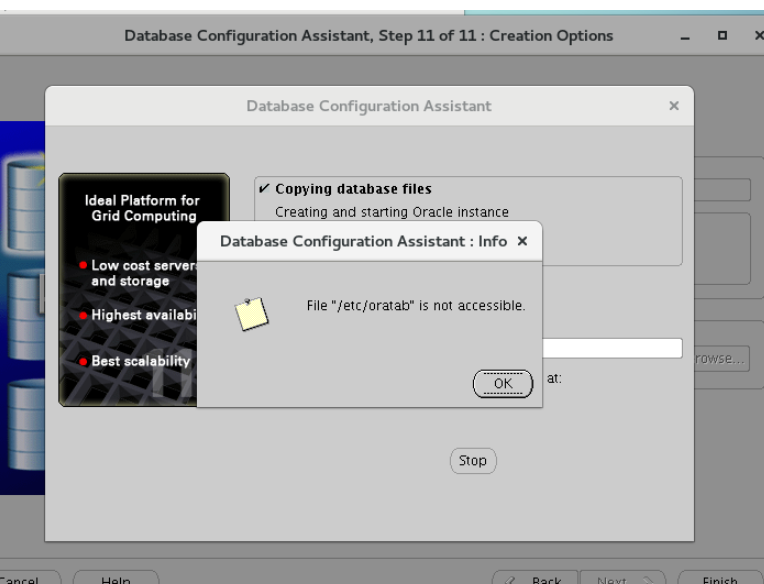 Database Configuration Assistant, Step 11 of 11 : Creation Options
Database Configuration Assistant
Ideal Platform for
Grid Computing
Low cost server
and storage
Highest availabi
Best scalability
✔ Copying database files
Creating and starting Oracle instance
Database Configuration Assistant : Info
File "/etc/oratab" is not accessible.
OK
at:
rowse...
Stop
Cancel
Help
Back
Next
Finish